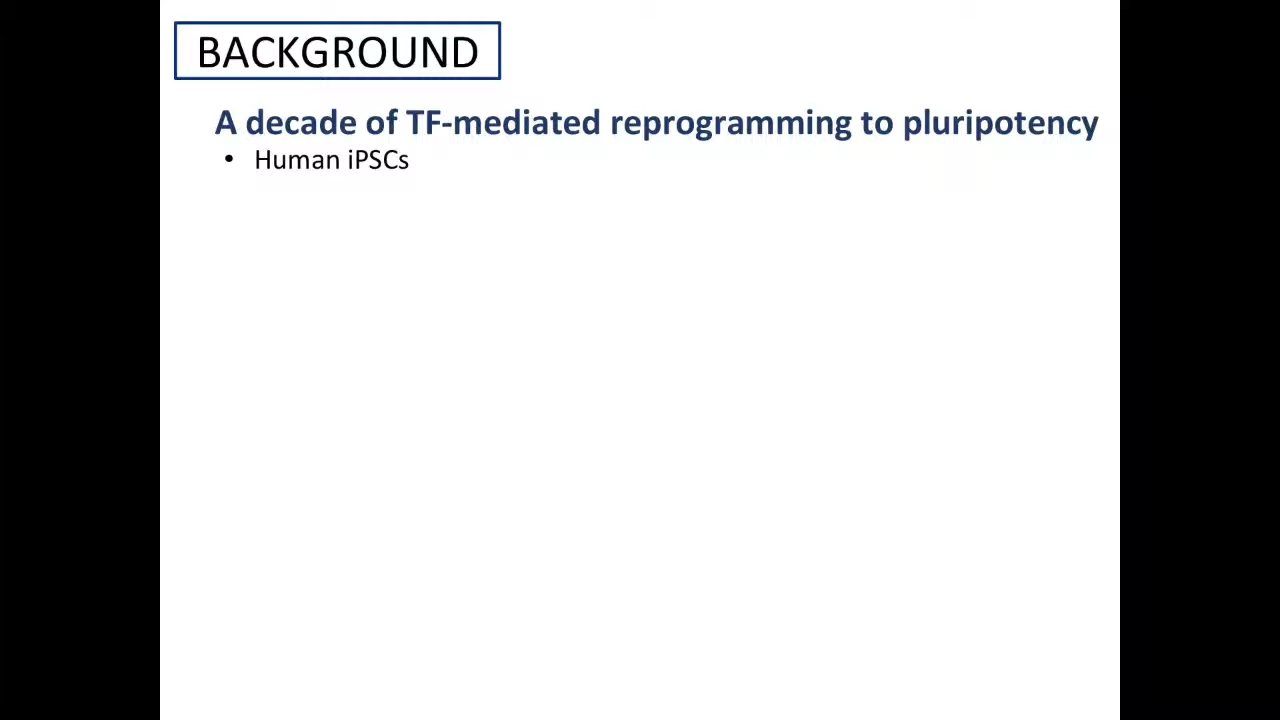 BACKGROUND
A decade of TF-mediated reprogramming to pluripotency
• Human iPSCs